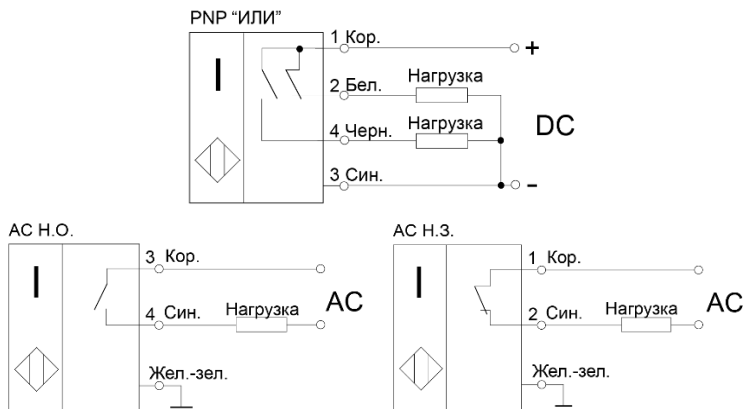 PNP “ИЛИ”
1 Кор.
+
2 Бел.
Нагрузка
4 Черн.
Нагрузка
DC
3 Син.
-
AC Н.О.
3 Кор.
4 Син.
Нагрузка
AC
Жел.-зел.
AC Н.З.
1 Кор.
2 Син.
Нагрузка
AC
Жел.-зел.